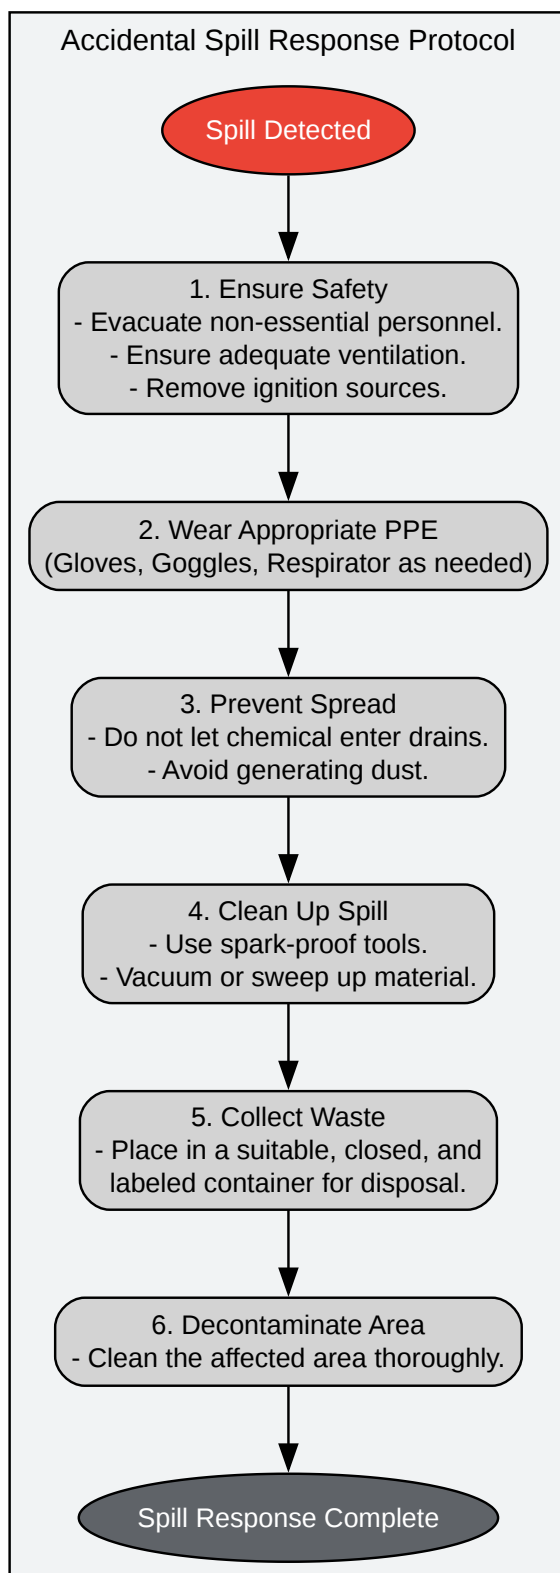 Accidental Spill Response Protocol
Spill Detected
1. Ensure Safety
- Evacuate non-essential personnel.
- Ensure adequate ventilation.
- Remove ignition sources.
2. Wear Appropriate PPE
(Gloves, Goggles, Respirator as needed)
3. Prevent Spread
- Do not let chemical enter drains.
- Avoid generating dust.
4. Clean Up Spill
- Use spark-proof tools.
- Vacuum or sweep up material.
5. Collect Waste
- Place in a suitable, closed, and
labeled container for disposal.
6. Decontaminate Area
- Clean the affected area thoroughly.
Spill Response Complete